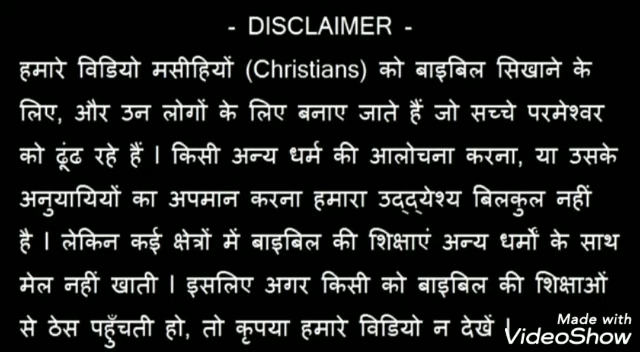 - DISCLAIMER -
हमारे विडियो मसीहियों (Christians) को बाइबिल सिखाने के
लिए, और उन लोगों के लिए बनाए जाते हैं जो सच्चे परमेश्वर
को ढूंढ रहे हैं । किसी अन्य धर्म की आलोचना करना, या उसके
अनुयायियों का अपमान करना हमारा उद्द्येश्य बिलकुल नहीं
है । लेकिन कई क्षेत्रों में बाइबिल की शिक्षाएं अन्य धर्मों के साथ
मेल नहीं खाती । इसलिए अगर किसी को बाइबिल की शिक्षाओं
से ठेस पहुँचती हो, तो कृपया हमारे विडियो न देखें ।
Made with
VideoShow